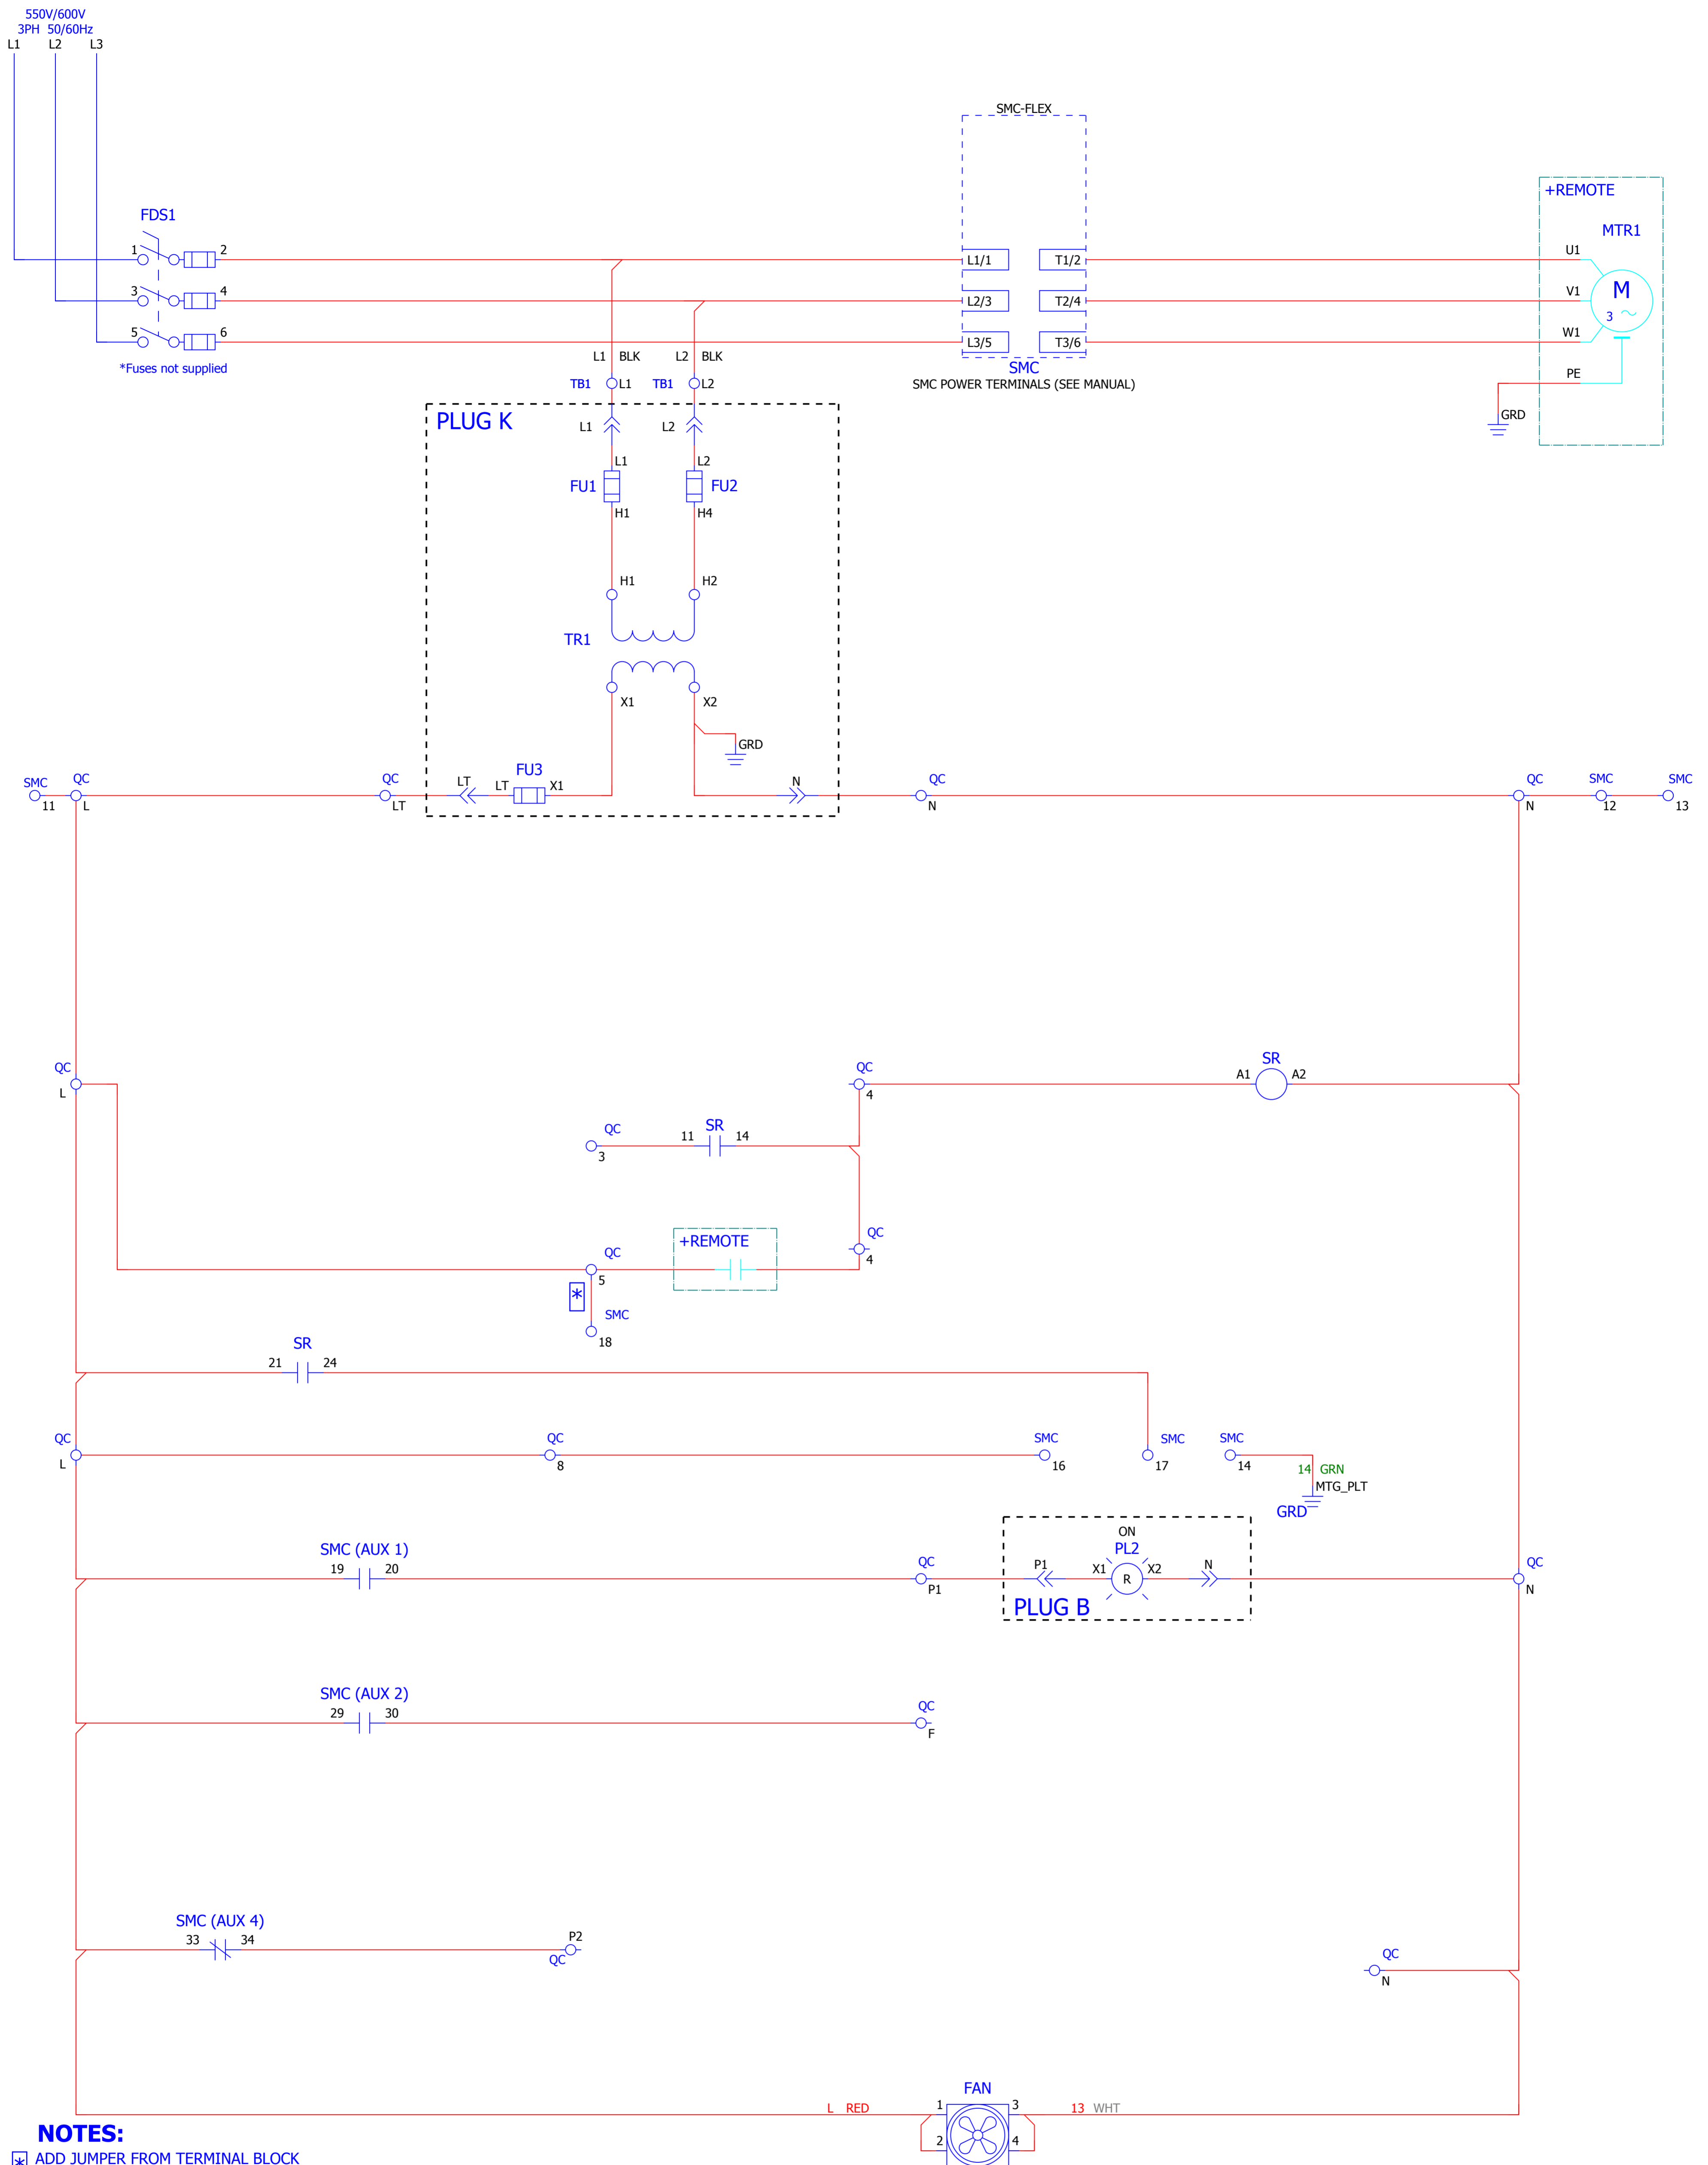 550V/600V
3PH 50/60Hz
L1 L2 L3
SMC-FLEX
+REMOTE
FDS1
MTR1
1 2 L1/1 T1/2 U1
3 4 L2/3 T2/4 V1 M
3
5 6 L3/5 T3/6 W1
*Fuses not supplied
L1 BLK L2 BLK
SMC
PE
TB1 L1 TB1 L2
SMC POWER TERMINALS (SEE MANUAL)
PLUG K
L1 L2
GRD
L1 L2
FU1 FU2
H1 H4
H1 H2
TR1
X1 X2
GRD
SMC QC QC LT LT FU3 X1 N QC QC SMC SMC
11 L LT N N 12 13
QC QC SR
L 4 A1 A2
QC 11 SR 14
3
+REMOTE QC
4
QC
5
*
SMC
18
SR
21 24
QC QC SMC SMC SMC
L 8 16 17 14
14 GRN
MTG_PLT
GRD
ON
PL2
SMC (AUX 1)
19 20 QC P1 X1 R X2 N QC
P1 N
PLUG B
SMC (AUX 2)
29 30 QC
F
SMC (AUX 4)
33 34 P2
QC
QC
N
FAN
L RED 1 3 13 WHT
2 4
NOTES:
* ADD JUMPER FROM TERMINAL BLOCK